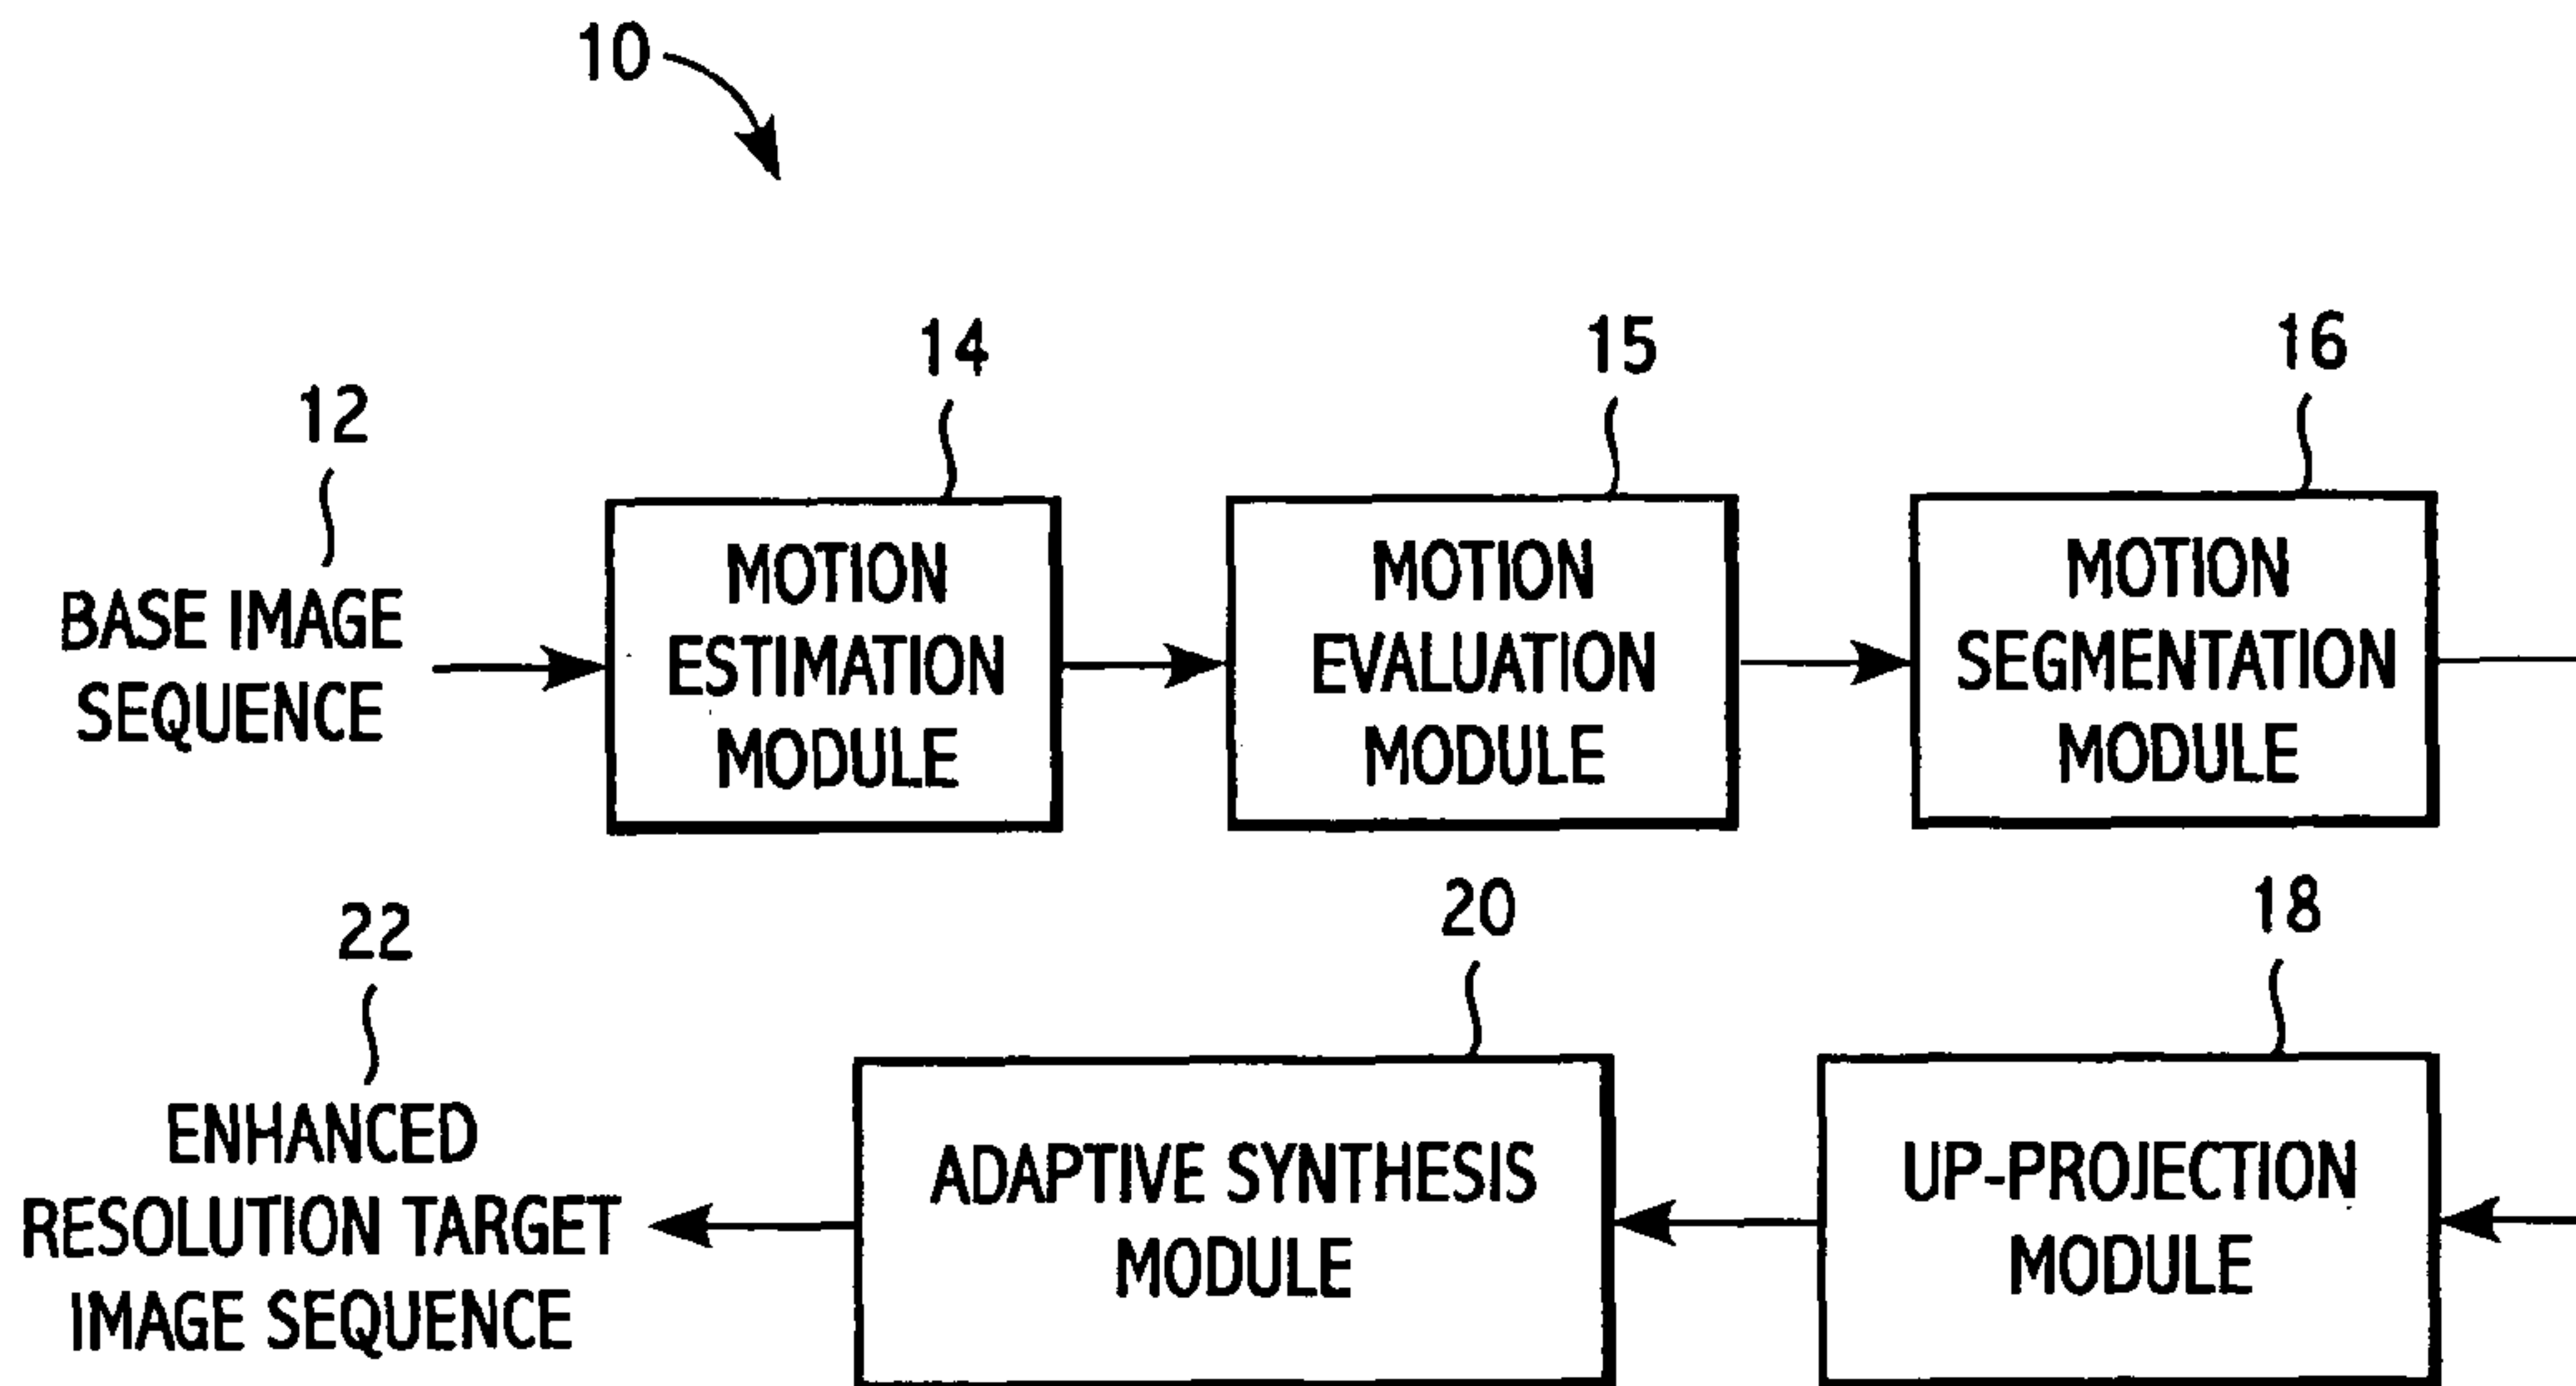 10
12
BASE IMAGE
SEQUENCE
14
MOTION
ESTIMATION
MODULE
15
MOTION
EVALUATION
MODULE
16
MOTION
SEGMENTATION
MODULE
18
UP-PROJECTION
MODULE
20
ADAPTIVE SYNTHESIS
MODULE
22
ENHANCED
RESOLUTION TARGET
IMAGE SEQUENCE